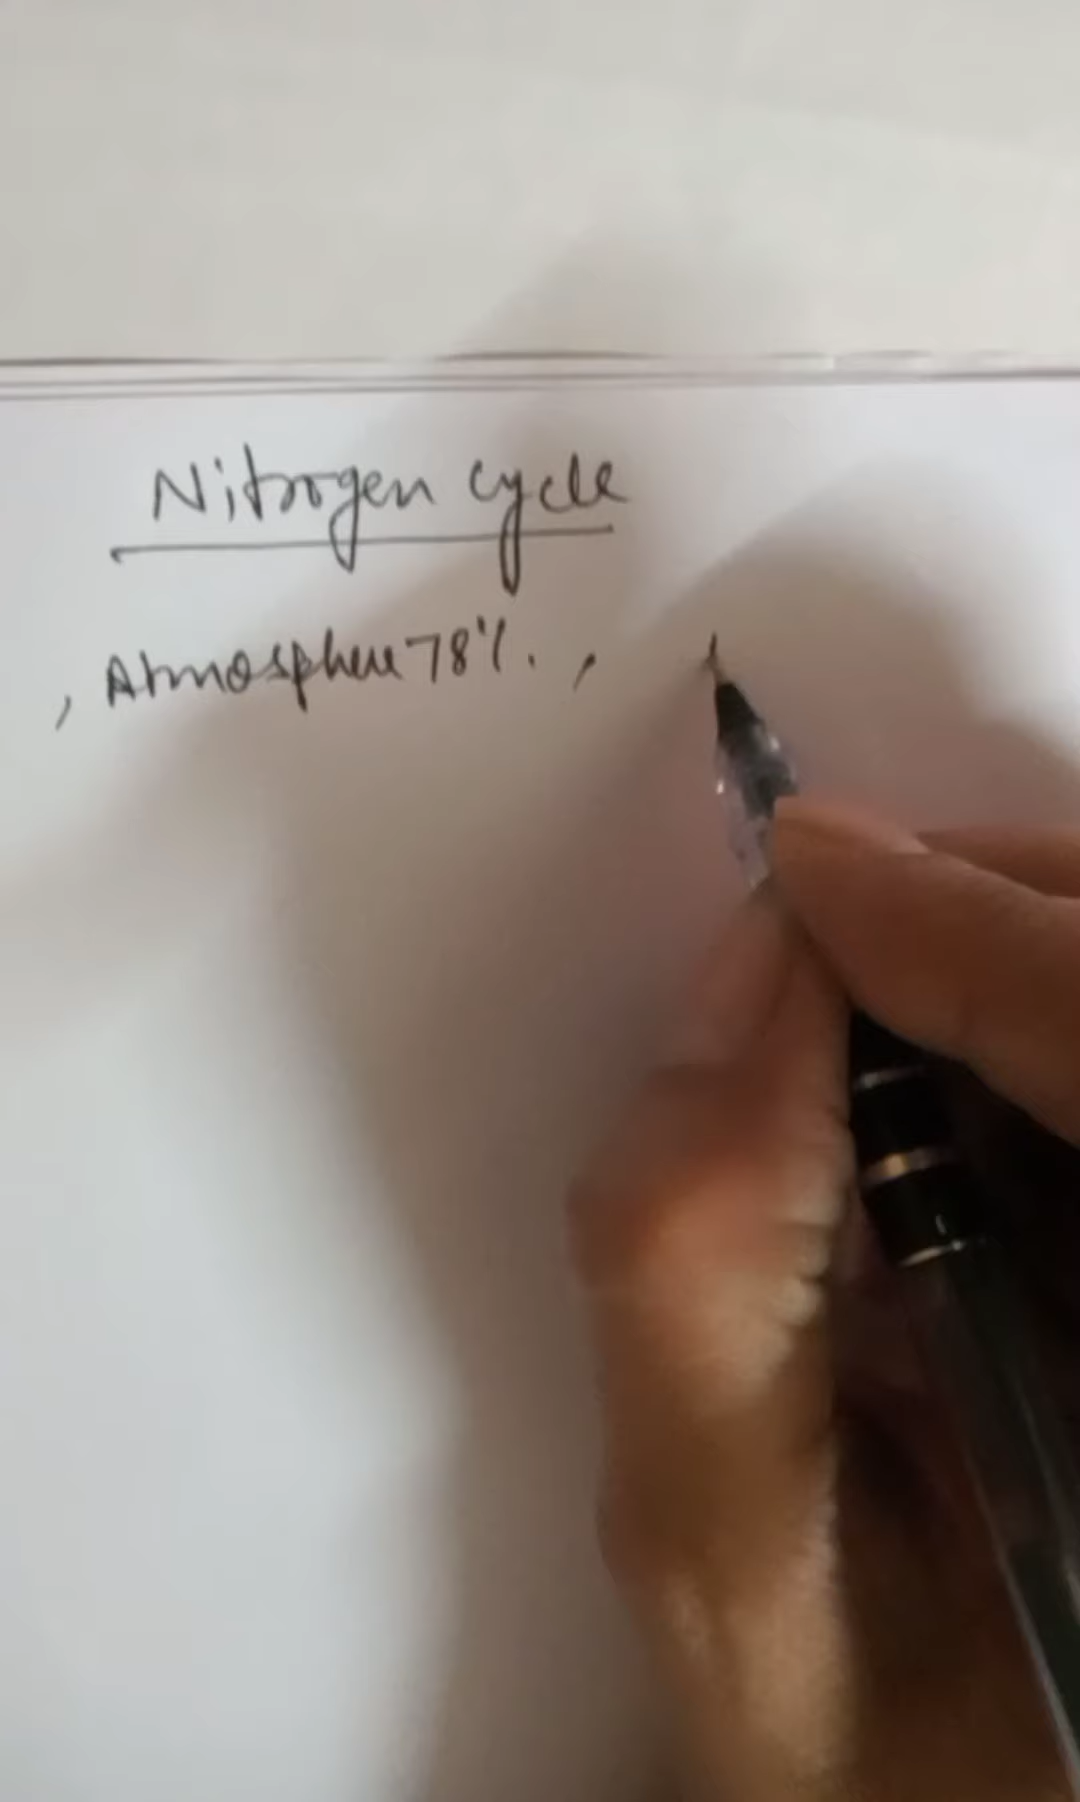 Nitrogen cycle
, Atmosphere 78%. ,